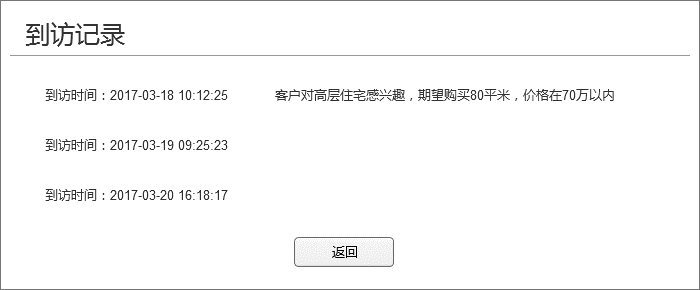 到访记录
到访时间：2017-03-18 10:12:25 客户对高层住宅感兴趣，期望购买80平米，价格在70万以内
到访时间：2017-03-19 09:25:23
到访时间：2017-03-20 16:18:17
返回